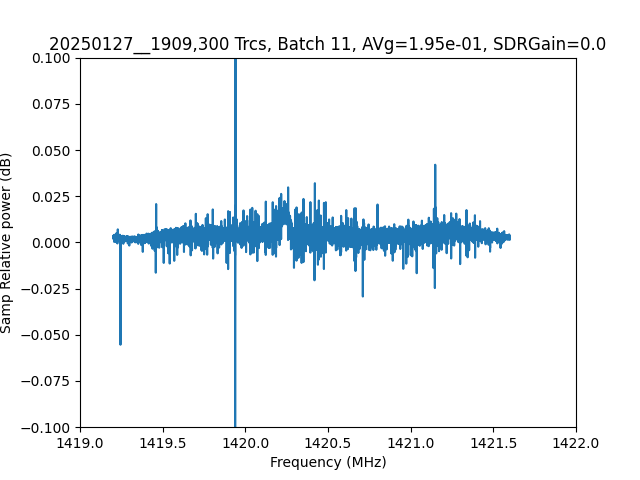 20250127__1909,300 Trcs, Batch 11, AVg=1.95e-01, SDRGain=0.0
0.100
0.075
0.050
0.025
0.000
−0.025
−0.050
−0.075
−0.100
Samp Relative power (dB)
1419.0 1419.5 1420.0 1420.5 1421.0 1421.5 1422.0
Frequency (MHz)